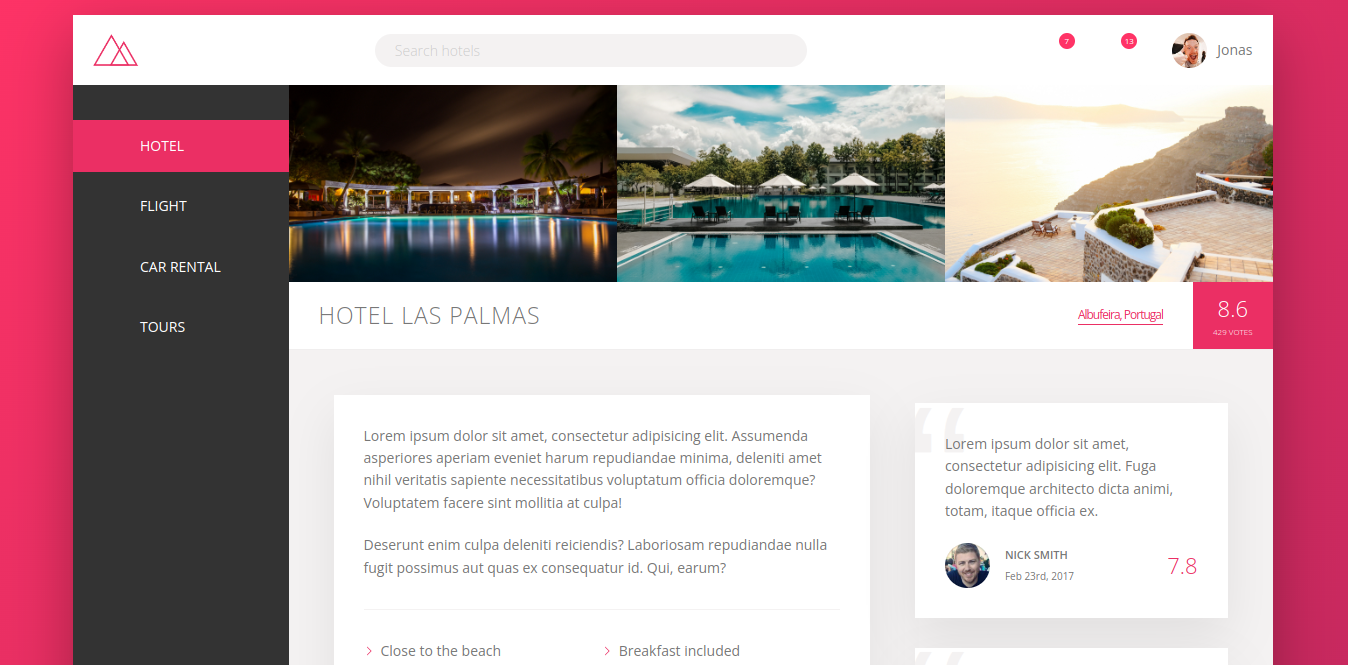 Search hotels
7
13
Jonas
HOTEL
FLIGHT
CAR RENTAL
TOURS
HOTEL LAS PALMAS
Albufeira, Portugal
8.6
429 VOTES
Lorem ipsum dolor sit amet, consectetur adipisicing elit. Assumenda
asperiores aperiam eveniet harum repudiandae minima, deleniti amet
nihil veritatis sapiente necessitatibus voluptatum officia doloremque?
Voluptatem facere sint mollitia at culpa!
Deserunt enim culpa deleniti reiciendis? Laboriosam repudiandae nulla
fugit possimus aut quas ex consequatur id. Qui, earum?
Close to the beach
Breakfast included
“
Lorem ipsum dolor sit amet,
consectetur adipisicing elit. Fuga
doloremque architecto dicta animi,
totam, itaque officia ex.
NICK SMITH
Feb 23rd, 2017
7.8
“